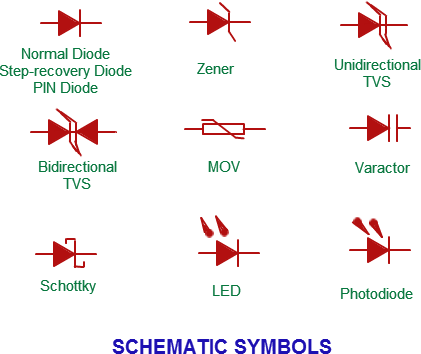 Normal Diode
Step-recovery Diode
PIN Diode
Zener
Unidirectional
TVS
Bidirectional
TVS
MOV
Varactor
Schottky
LED
Photodiode
SCHEMATIC SYMBOLS